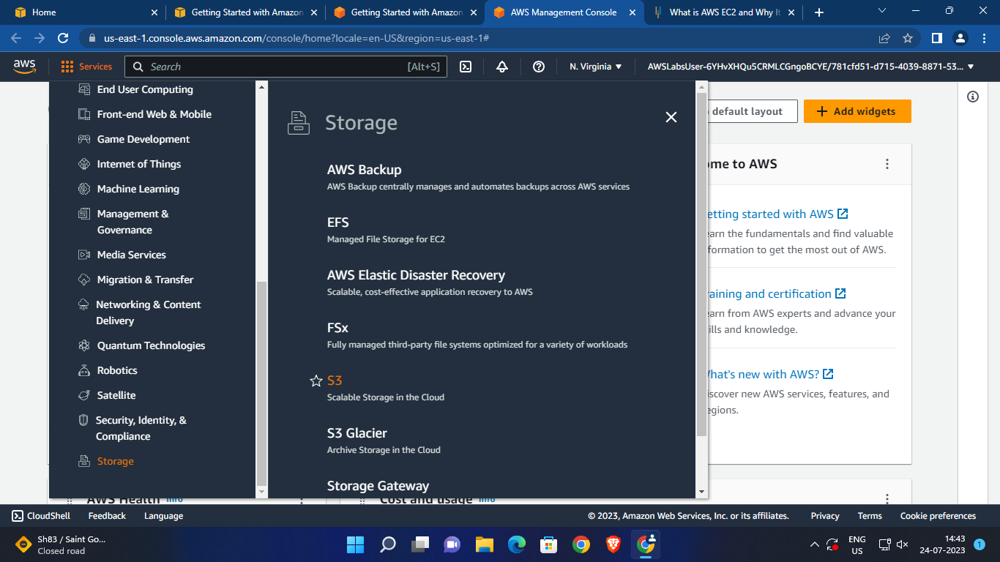 Home
Getting Started with Amazon
Getting Started with Amazon
AWS Management Console
What is AWS EC2 and Why It
us-east-1.console.aws.amazon.com/console/home?locale=en-US&region=us-east-1#
aws
Services
Search
[Alt+S]
N. Virginia
AWSLabsUser-6YHvXHQu5CRMLCGngoBCYE/781cfd51-d715-4039-8871-53...
End User Computing
Front-end Web & Mobile
Game Development
Internet of Things
Machine Learning
Management &
Governance
Media Services
Migration & Transfer
Networking & Content
Delivery
Quantum Technologies
Robotics
Satellite
Security, Identity, &
Compliance
Storage
Storage
AWS Backup
AWS Backup centrally manages and automates backups across AWS services
EFS
Managed File Storage for EC2
AWS Elastic Disaster Recovery
Scalable, cost-effective application recovery to AWS
FSx
Fully managed third-party file systems optimized for a variety of workloads
S3
Scalable Storage in the Cloud
S3 Glacier
Archive Storage in the Cloud
Storage Gateway
default layout
Add widgets
ome to AWS
etting started with AWS
earn the fundamentals and find valuable
formation to get the most out of AWS.
raining and certification
earn from AWS experts and advance your
ills and knowledge.
hat's new with AWS?
iscover new AWS services, features, and
egions.
AWS Health Info
Cost and usage Info
CloudShell
Feedback
Language
© 2023, Amazon Web Services, Inc. or its affiliates.
Privacy
Terms
Cookie preferences
Sh83 / Saint Go...
Closed road
ENG
US
14:43
24-07-2023
1